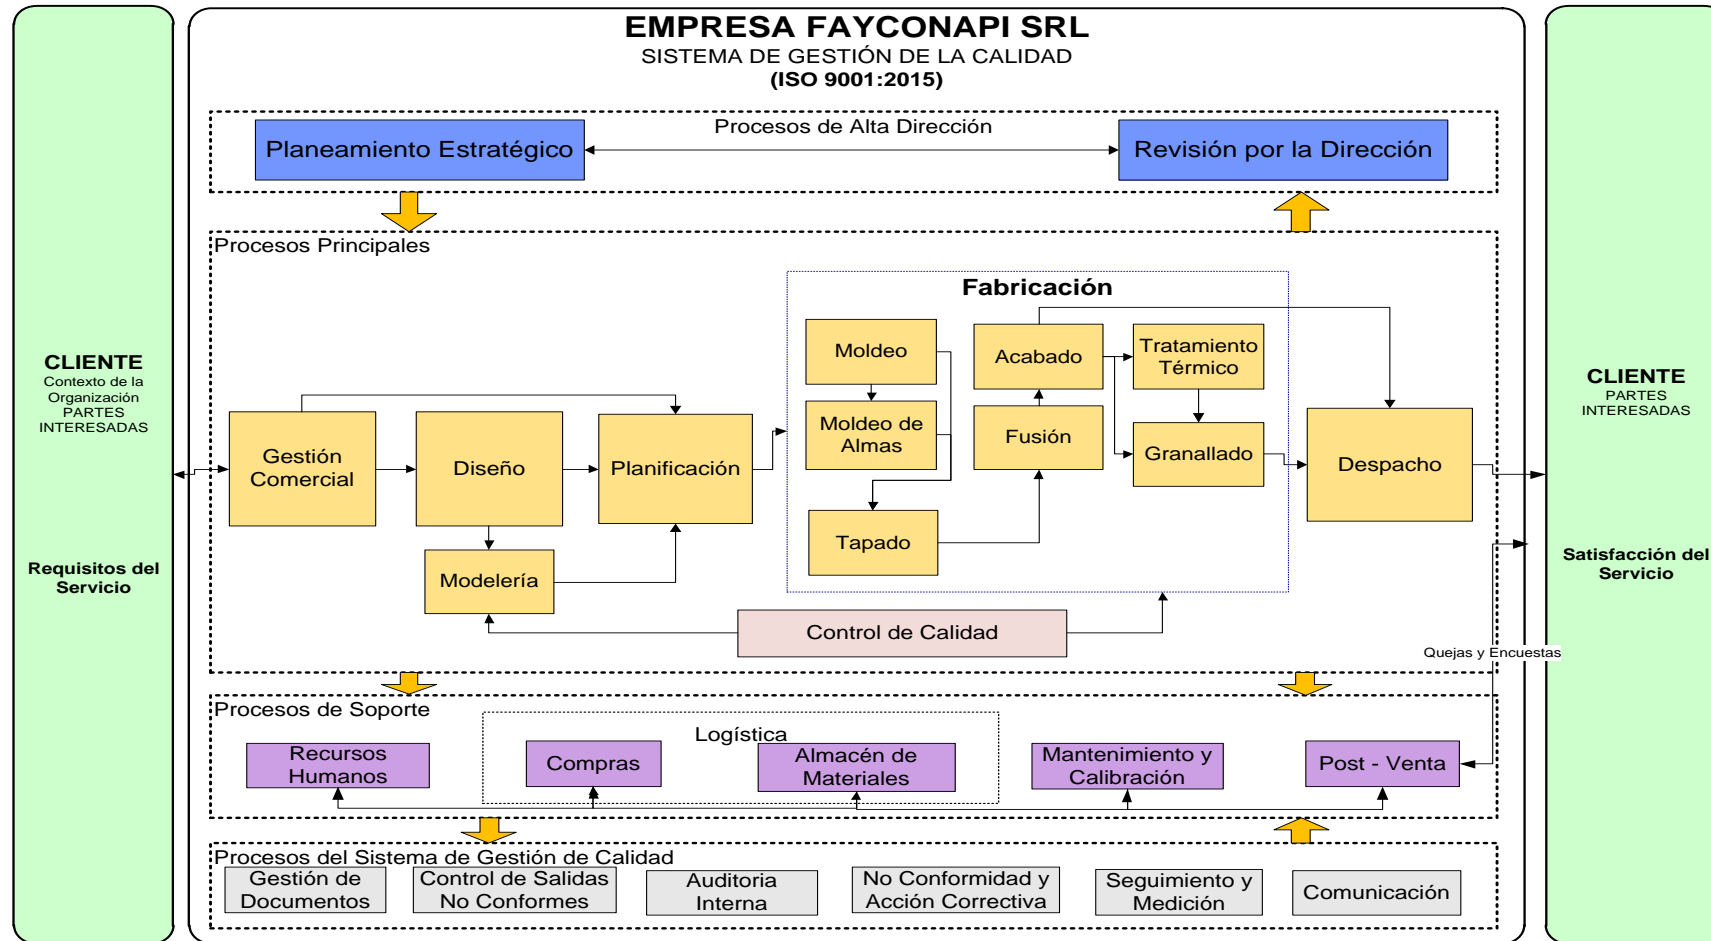 EMPRESA FAYCONAPI SRL
SISTEMA DE GESTIÓN DE LA CALIDAD
(ISO 9001:2015)
Procesos de Alta Dirección
Planeamiento Estratégico
Revisión por la Dirección
Procesos Principales
Fabricación
CLIENTE
Contexto de la
Organización
PARTES
INTERESADAS
Requisitos del
Servicio
Gestión
Comercial
Diseño
Modelería
Planificación
Moldeo
Moldeo de
Almas
Tapado
Acabado
Fusión
Tratamiento
Térmico
Granallado
Despacho
Control de Calidad
CLIENTE
PARTES
INTERESADAS
Satisfacción del
Servicio
Quejas y Encuestas
Procesos de Soporte
Logística
Recursos
Humanos
Compras
Almacén de
Materiales
Mantenimiento y
Calibración
Post - Venta
Procesos del Sistema de Gestión de Calidad
Gestión de
Documentos
Control de Salidas
No Conformes
Auditoria
Interna
No Conformidad y
Acción Correctiva
Seguimiento y
Medición
Comunicación